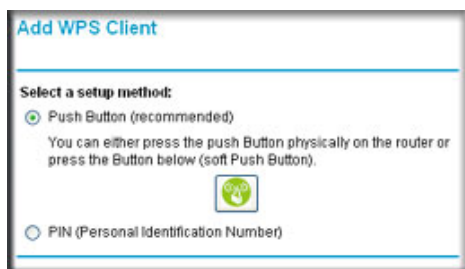 Add WPS Client
Select a setup method:
Push Button (recommended)
You can either press the push Button physically on the router or
press the Button below (soft Push Button).
PIN (Personal Identification Number)